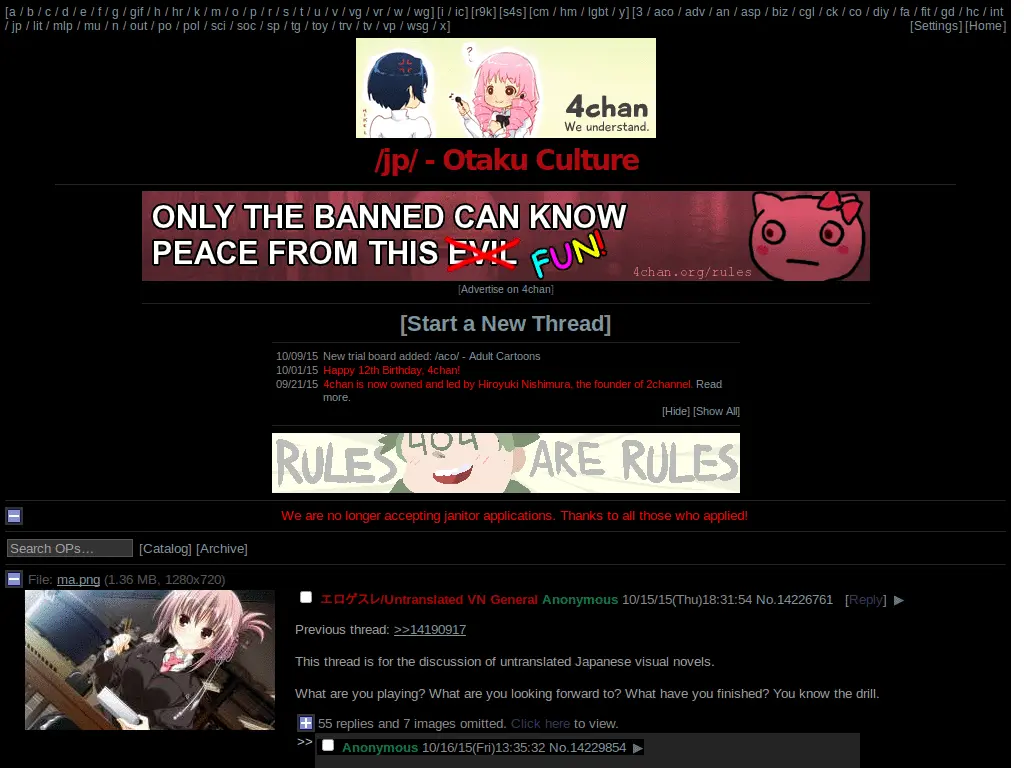 [a / b / c / d / e / f / g / gif / h / hr / k / m / o / p / r / s / t / u / v / vg / vr / w / wg] [i / ic] [r9k] [s4s] [cm / hm / lgbt / y] [3 / aco / adv / an / asp / biz / cgl / ck / co / diy / fa / fit / gd / hc / int
/ jp / lit / mlp / mu / n / out / po / pol / sci / soc / sp / tg / toy / trv / tv / vp / wsg / x] [Settings] [Home]
?
4chan
We understand.
/jp/ - Otaku Culture
ONLY THE BANNED CAN KNOW
PEACE FROM THIS EVIL FUN!
4chan.org/rules
[Advertise on 4chan]
[Start a New Thread]
10/09/15 New trial board added: /aco/ - Adult Cartoons
10/01/15 Happy 12th Birthday, 4chan!
09/21/15 4chan is now owned and led by Hiroyuki Nishimura, the founder of 2channel. Read
more.
[Hide] [Show All]
404
RULES ARE RULES
We are no longer accepting janitor applications. Thanks to all those who applied!
Search OPs… [Catalog] [Archive]
File: ma.png (1.36 MB, 1280x720)
エロゲスレ/Untranslated VN General Anonymous 10/15/15(Thu)18:31:54 No.14226761 [Reply] ▶
Previous thread: >>14190917
This thread is for the discussion of untranslated Japanese visual novels.
What are you playing? What are you looking forward to? What have you finished? You know the drill.
55 replies and 7 images omitted. Click here to view.
>> Anonymous 10/16/15(Fri)13:35:32 No.14229854 ▶